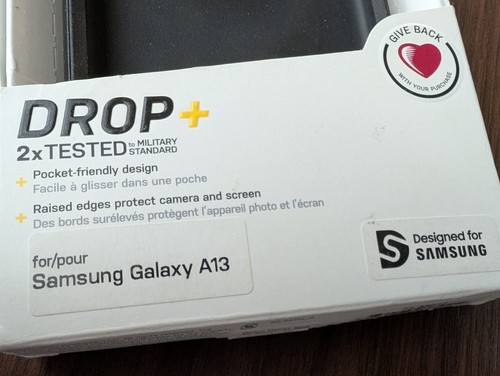 GIVE BACK
WITH YOUR PURCHASE
DROP+
2x TESTED to MILITARY STANDARD
+ Pocket-friendly design
Facile à glisser dans une poche
+ Raised edges protect camera and screen
Des bords surélevés protègent l'appareil photo et l'écran
for/pour
Samsung Galaxy A13
Designed for
SAMSUNG